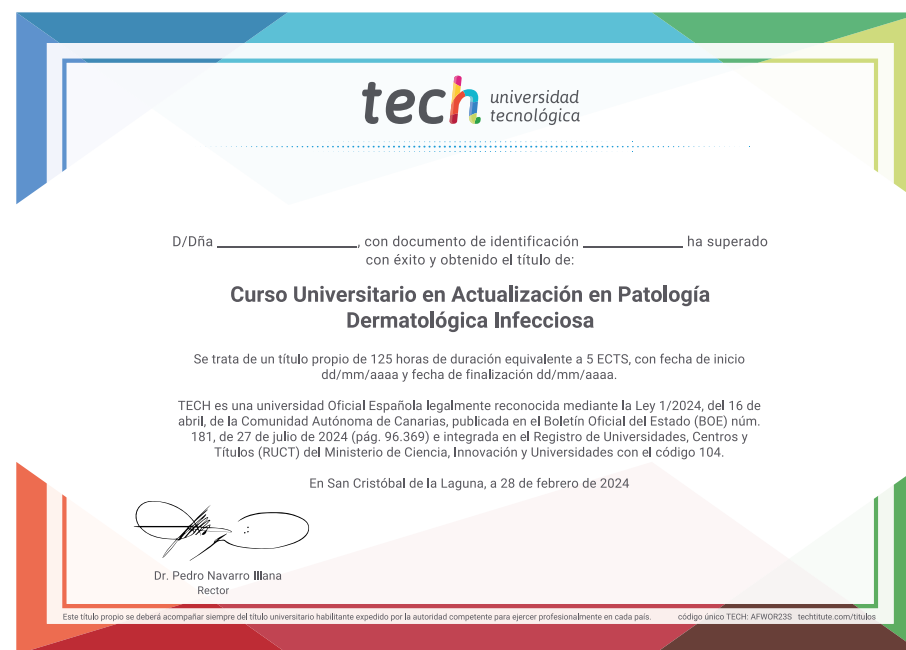 tech universidad
tecnológica
D/Dña ____________, con documento de identificación ____________ ha superado
con éxito y obtenido el título de:
Curso Universitario en Actualización en Patología
Dermatológica Infecciosa
Se trata de un título propio de 125 horas de duración equivalente a 5 ECTS, con fecha de inicio
dd/mm/aaaa y fecha de finalización dd/mm/aaaa.
TECH es una universidad Oficial Española legalmente reconocida mediante la Ley 1/2024, del 16 de
abril, de la Comunidad Autónoma de Canarias, publicada en el Boletín Oficial del Estado (BOE) núm.
181, de 27 de julio de 2024 (pág. 96.369) e integrada en el Registro de Universidades, Centros y
Títulos (RUCT) del Ministerio de Ciencia, Innovación y Universidades con el código 104.
En San Cristóbal de la Laguna, a 28 de febrero de 2024
Dr. Pedro Navarro Illana
Rector
Este título propio se deberá acompañar siempre del título universitario habilitante expedido por la autoridad competente para ejercer profesionalmente en cada país. código único TECH: AFWOR23S techtitute.com/titulos